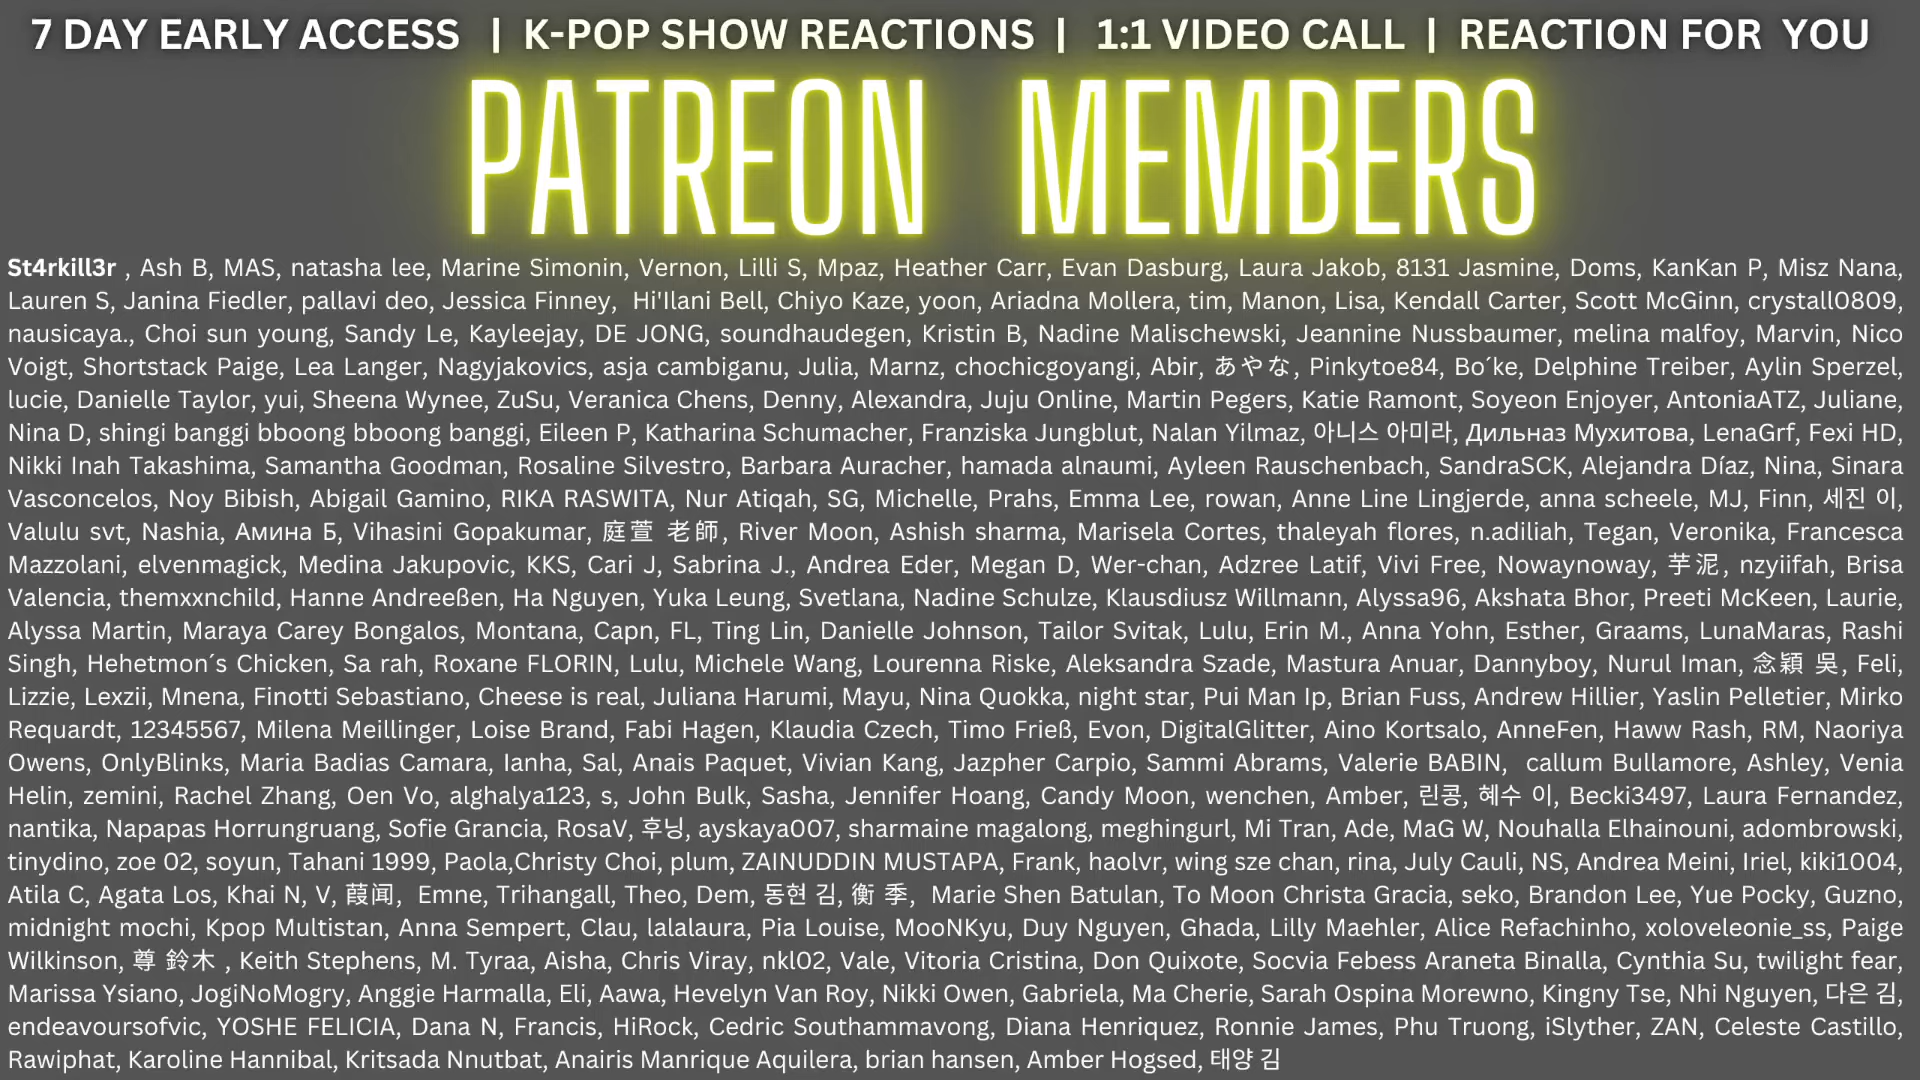 7 DAY EARLY ACCESS | K-POP SHOW REACTIONS | 1:1 VIDEO CALL | REACTION FOR YOU
PATREON MEMBERS
St4rkill3r , Ash B, MAS, natasha lee, Marine Simonin, Vernon, Lilli S, Mpaz, Heather Carr, Evan Dasburg, Laura Jakob, 8131 Jasmine, Doms, KanKan P, Misz Nana,
Lauren S, Janina Fiedler, pallavi deo, Jessica Finney, Hi'Ilani Bell, Chiyo Kaze, yoon, Ariadna Mollera, tim, Manon, Lisa, Kendall Carter, Scott McGinn, crystall0809,
nausicaya., Choi sun young, Sandy Le, Kayleejay, DE JONG, soundhaudegen, Kristin B, Nadine Malischewski, Jeannine Nussbaumer, melina malfoy, Marvin, Nico
Voigt, Shortstack Paige, Lea Langer, Nagyjakovics, asja cambiganu, Julia, Marnz, chochicgoyangi, Abir, あやな, Pinkytoe84, Bo´ke, Delphine Treiber, Aylin Sperzel,
lucie, Danielle Taylor, yui, Sheena Wynee, ZuSu, Veranica Chens, Denny, Alexandra, Juju Online, Martin Pegers, Katie Ramont, Soyeon Enjoyer, AntoniaATZ, Juliane,
Nina D, shingi banggi bboong bboong banggi, Eileen P, Katharina Schumacher, Franziska Jungblut, Nalan Yilmaz, 아니스 아미라, Дильназ Мухитова, LenaGrf, Fexi HD,
Nikki Inah Takashima, Samantha Goodman, Rosaline Silvestro, Barbara Auracher, hamada alnaumi, Ayleen Rauschenbach, SandraSCK, Alejandra Díaz, Nina, Sinara
Vasconcelos, Noy Bibish, Abigail Gamino, RIKA RASWITA, Nur Atiqah, SG, Michelle, Prahs, Emma Lee, rowan, Anne Line Lingjerde, anna scheele, MJ, Finn, 세진 이,
Valulu svt, Nashia, Амина Б, Vihasini Gopakumar, 庭萱 老師, River Moon, Ashish sharma, Marisela Cortes, thaleyah flores, n.adiliah, Tegan, Veronika, Francesca
Mazzolani, elvenmagick, Medina Jakupovic, KKS, Cari J, Sabrina J., Andrea Eder, Megan D, Wer-chan, Adzree Latif, Vivi Free, Nowaynoway, 芋泥, nzyiifah, Brisa
Valencia, themxxnchild, Hanne Andreeßen, Ha Nguyen, Yuka Leung, Svetlana, Nadine Schulze, Klausdiusz Willmann, Alyssa96, Akshata Bhor, Preeti McKeen, Laurie,
Alyssa Martin, Maraya Carey Bongalos, Montana, Capn, FL, Ting Lin, Danielle Johnson, Tailor Svitak, Lulu, Erin M., Anna Yohn, Esther, Graams, LunaMaras, Rashi
Singh, Hehetmon´s Chicken, Sa rah, Roxane FLORIN, Lulu, Michele Wang, Lourenna Riske, Aleksandra Szade, Mastura Anuar, Dannyboy, Nurul Iman, 念穎 吳, Feli,
Lizzie, Lexzii, Mnena, Finotti Sebastiano, Cheese is real, Juliana Harumi, Mayu, Nina Quokka, night star, Pui Man Ip, Brian Fuss, Andrew Hillier, Yaslin Pelletier, Mirko
Requardt, 12345567, Milena Meillinger, Loise Brand, Fabi Hagen, Klaudia Czech, Timo Frieß, Evon, DigitalGlitter, Aino Kortsalo, AnneFen, Haww Rash, RM, Naoriya
Owens, OnlyBlinks, Maria Badias Camara, Ianha, Sal, Anais Paquet, Vivian Kang, Jazpher Carpio, Sammi Abrams, Valerie BABIN, callum Bullamore, Ashley, Venia
Helin, zemini, Rachel Zhang, Oen Vo, alghalya123, s, John Bulk, Sasha, Jennifer Hoang, Candy Moon, wenchen, Amber, 린콩, 혜수 이, Becki3497, Laura Fernandez,
nantika, Napapas Horrungruang, Sofie Grancia, RosaV, 후닝, ayskaya007, sharmaine magalong, meghingurl, Mi Tran, Ade, MaG W, Nouhalla Elhainouni, adombrowski,
tinydino, zoe 02, soyun, Tahani 1999, Paola,Christy Choi, plum, ZAINUDDIN MUSTAPA, Frank, haolvr, wing sze chan, rina, July Cauli, NS, Andrea Meini, Iriel, kiki1004,
Atila C, Agata Los, Khai N, V, 葭闻, Emne, Trihangall, Theo, Dem, 동현 김, 衡 季, Marie Shen Batulan, To Moon Christa Gracia, seko, Brandon Lee, Yue Pocky, Guzno,
midnight mochi, Kpop Multistan, Anna Sempert, Clau, lalalaura, Pia Louise, MooNKyu, Duy Nguyen, Ghada, Lilly Maehler, Alice Refachinho, xoloveleonie_ss, Paige
Wilkinson, 尊 鈴木 , Keith Stephens, M. Tyraa, Aisha, Chris Viray, nkl02, Vale, Vitoria Cristina, Don Quixote, Socvia Febess Araneta Binalla, Cynthia Su, twilight fear,
Marissa Ysiano, JogiNoMogry, Anggie Harmalla, Eli, Aawa, Hevelyn Van Roy, Nikki Owen, Gabriela, Ma Cherie, Sarah Ospina Morewno, Kingny Tse, Nhi Nguyen, 다은 김,
endeavoursofvic, YOSHE FELICIA, Dana N, Francis, HiRock, Cedric Southammavong, Diana Henriquez, Ronnie James, Phu Truong, iSlyther, ZAN, Celeste Castillo,
Rawiphat, Karoline Hannibal, Kritsada Nnutbat, Anairis Manrique Aquilera, brian hansen, Amber Hogsed, 태양 김